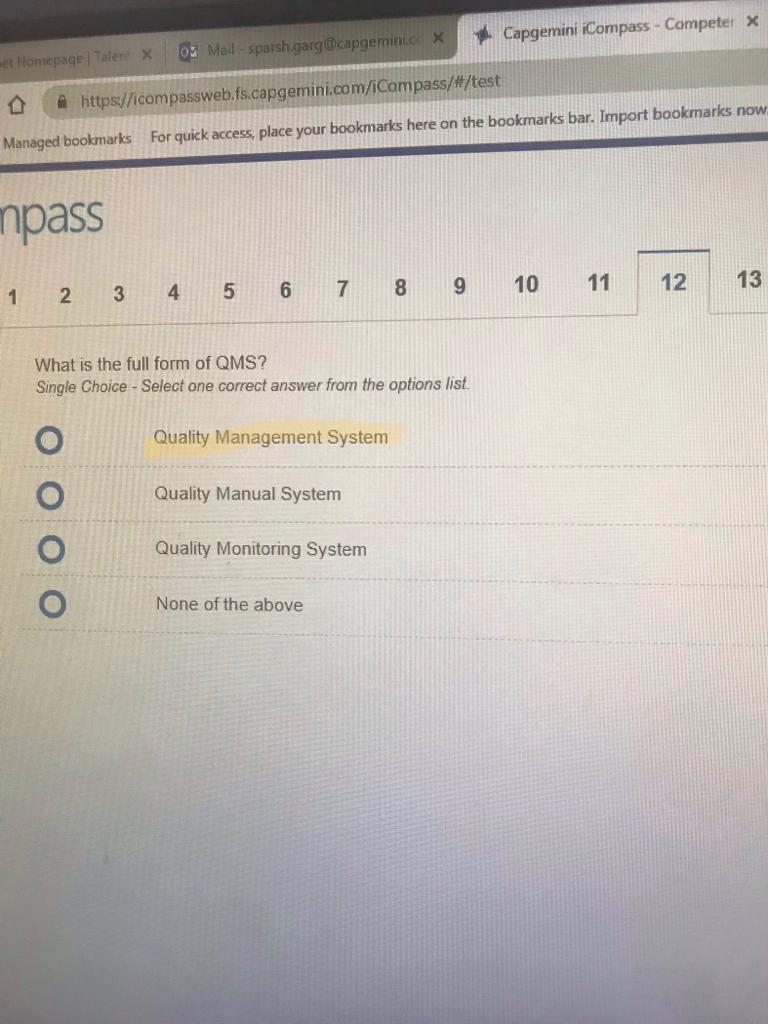 et Homepage | Talent
Mail - sparsh.garg@capgemini.c
Capgemini iCompass - Competer
https://icompassweb.fs.capgemini.com/iCompass/#/test
Managed bookmarks For quick access, place your bookmarks here on the bookmarks bar. Import bookmarks now
mpass
1 2 3 4 5 6 7 8 9 10 11 12 13
What is the full form of QMS?
Single Choice - Select one correct answer from the options list.
Quality Management System
Quality Manual System
Quality Monitoring System
None of the above